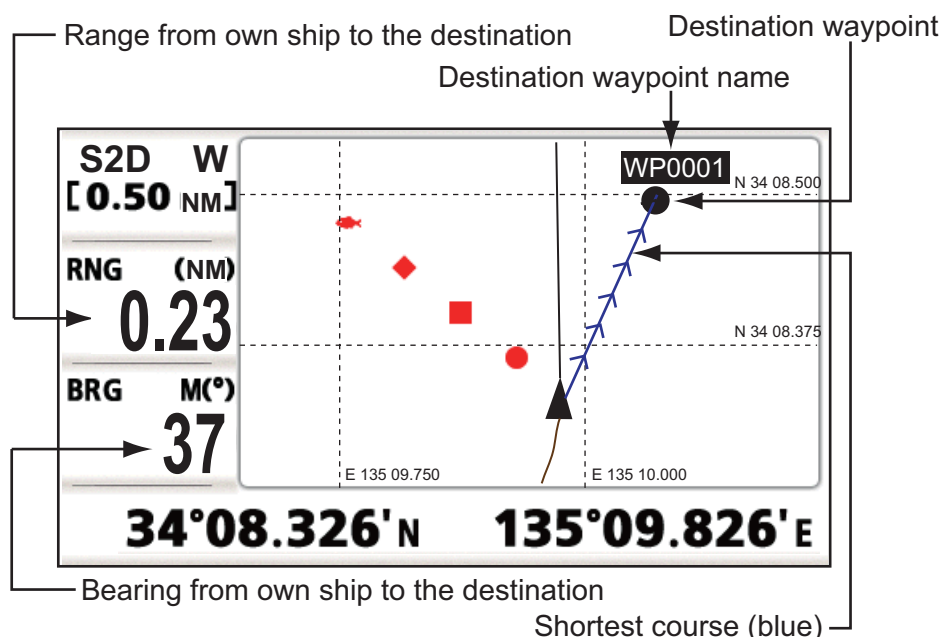 Range from own ship to the destination
Destination waypoint
Destination waypoint name
S2D W
[0.50 NM]
WP0001
N 34 08.500
RNG (NM)
0.23
N 34 08.375
BRG M(°)
37
E 135 09.750
E 135 10.000
34°08.326'N 135°09.826'E
Bearing from own ship to the destination
Shortest course (blue)